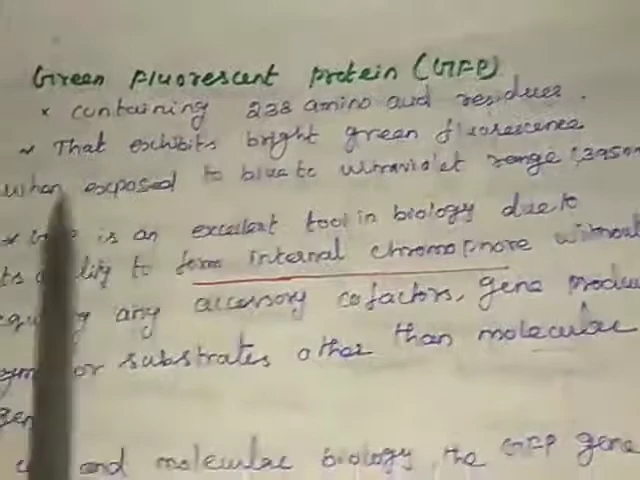 Green Fluorescent Protein (GFP)
* containing 238 amino acid residues.
~ That exhibits bright green fluorescence
when exposed to blue to ultraviolet range (395nm
is an excellent tool in biology due to
to form internal chromophore without
any accessory cofactors, gene produc
or substrates other than molecular
and molecular biology, the GFP gene